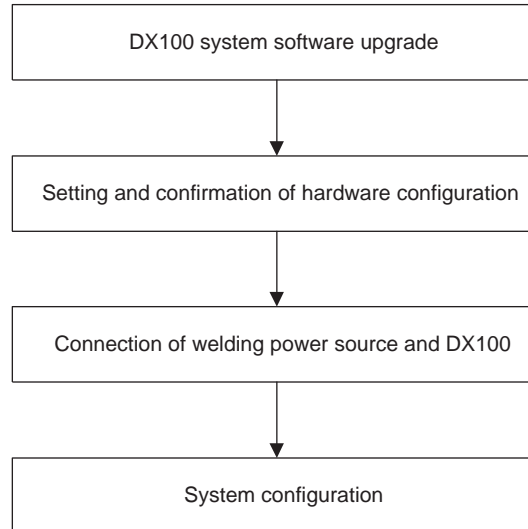 DX100 system software upgrade
Setting and confirmation of hardware configuration
Connection of welding power source and DX100
System configuration